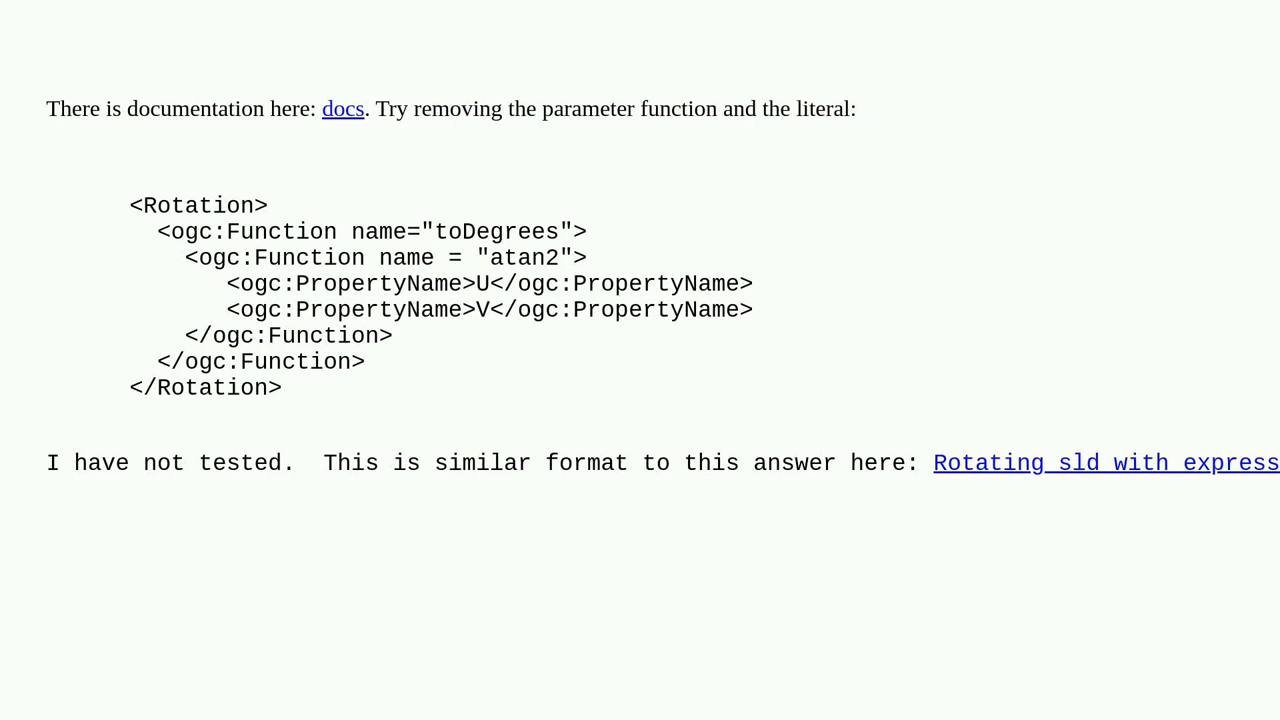 There is documentation here: docs. Try removing the parameter function and the literal:
<Rotation>
  <ogc:Function name="toDegrees">
    <ogc:Function name = "atan2">
       <ogc:PropertyName>U</ogc:PropertyName>
       <ogc:PropertyName>V</ogc:PropertyName>
    </ogc:Function>
  </ogc:Function>
</Rotation>
I have not tested.  This is similar format to this answer here: Rotating sld with express